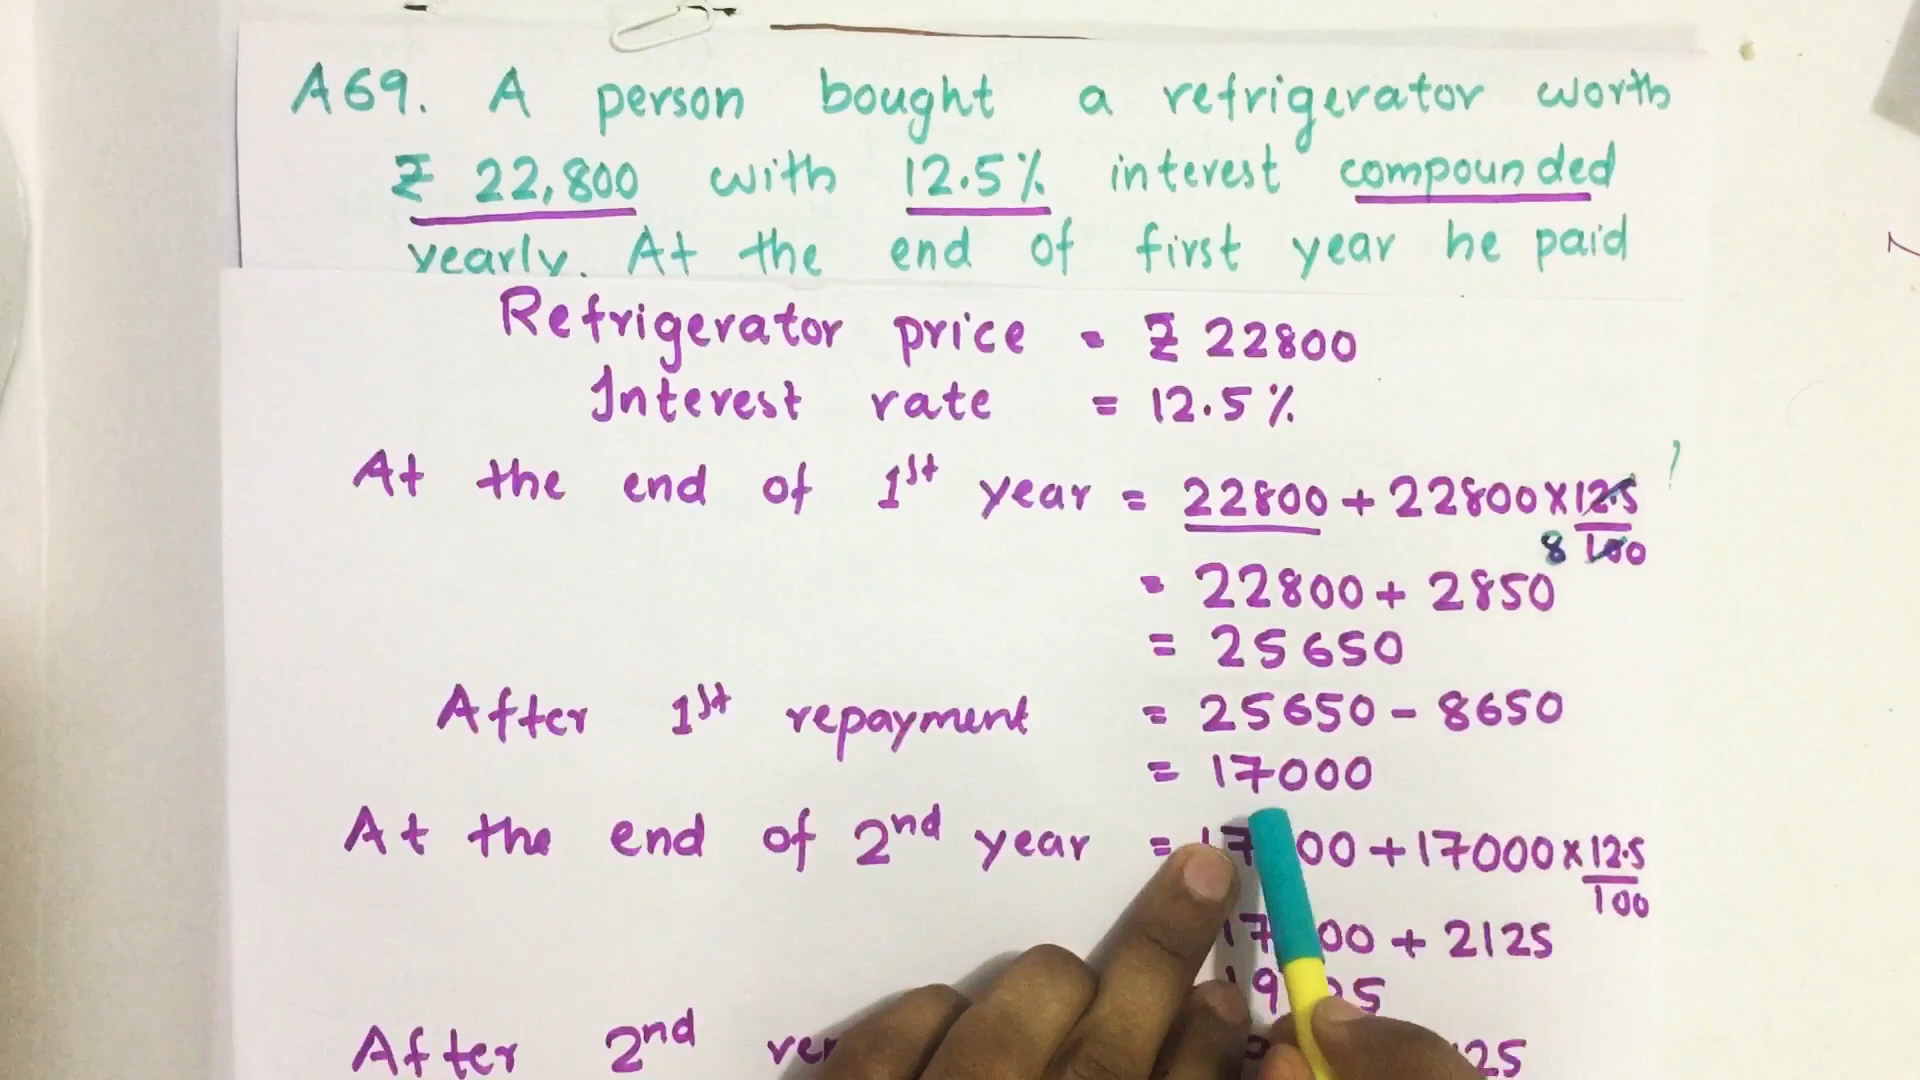 A69. A person bought a refrigerator worth
₹ 22,800 with 12.5% interest compounded
yearly. At the end of first year he paid
Refrigerator price = ₹ 22800
Interest rate = 12.5%
At the end of 1st year = 22800 + 22800 × 12.5/100
8
= 22800 + 2850
= 25650
After 1st repayment = 25650 - 8650
= 17000
At the end of 2nd year = 17 00 + 17000 × 12.5/100
17 00 + 2125
After 2nd